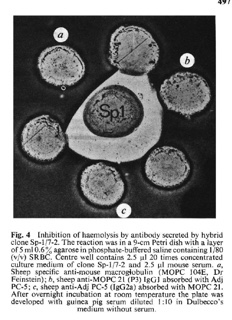 497
a
b
Sp1
c
Fig. 4 Inhibition of haemolysis by antibody secreted by hybrid
clone Sp-1/7-2. The reaction was in a 9-cm Petri dish with a layer
of 5 ml 0.6% agarose in phosphate-buffered saline containing 1/80
(v/v) SRBC. Centre well contains 2.5 µl 20 times concentrated
culture medium of clone Sp-1/7-2 and 2.5 µl mouse serum. a,
Sheep specific anti-mouse macroglobulin (MOPC 104E, Dr
Feinstein); b, sheep anti-MOPC 21 (P3) IgG1 absorbed with Adj
PC-5; c, sheep anti-Adj PC-5 (IgG2a) absorbed with MOPC 21.
After overnight incubation at room temperature the plate was
developed with guinea pig serum diluted 1:10 in Dulbecco's
medium without serum.